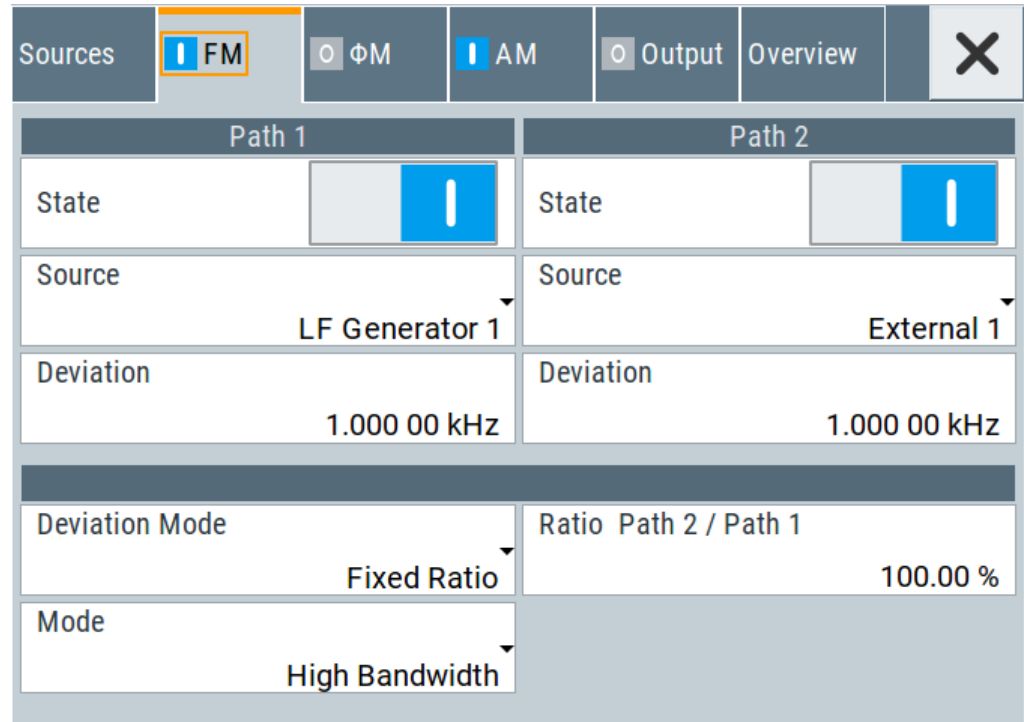 Sources FM ΦM AM Output Overview
Path 1 Path 2
State State
Source Source
LF Generator 1 External 1
Deviation Deviation
1.000 00 kHz 1.000 00 kHz
Deviation Mode Ratio Path 2 / Path 1
Fixed Ratio 100.00 %
Mode
High Bandwidth